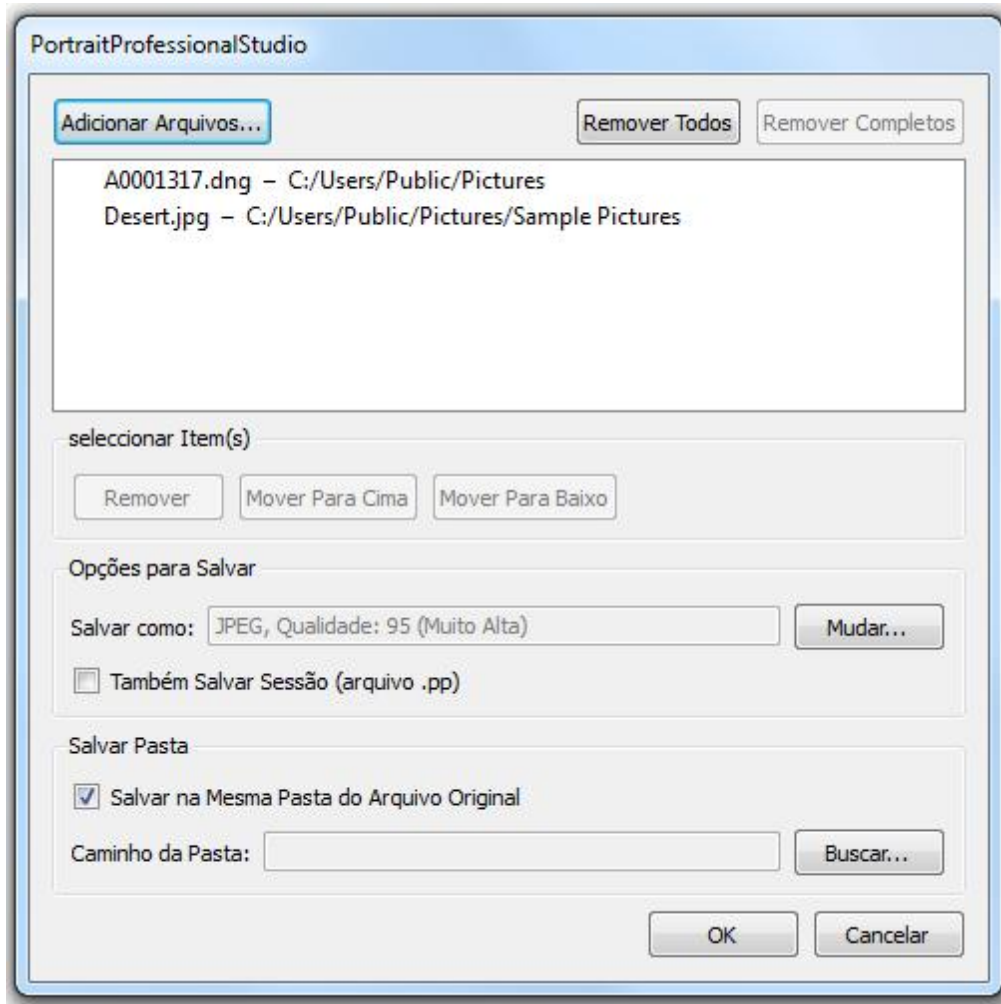 PortraitProfessionalStudio
Adicionar Arquivos... Remover Todos Remover Completos
A0001317.dng – C:/Users/Public/Pictures
Desert.jpg – C:/Users/Public/Pictures/Sample Pictures
seleccionar Item(s)
Remover Mover Para Cima Mover Para Baixo
Opções para Salvar
Salvar como: JPEG, Qualidade: 95 (Muito Alta) Mudar...
Também Salvar Sessão (arquivo .pp)
Salvar Pasta
Salvar na Mesma Pasta do Arquivo Original
Caminho da Pasta: Buscar...
OK Cancelar